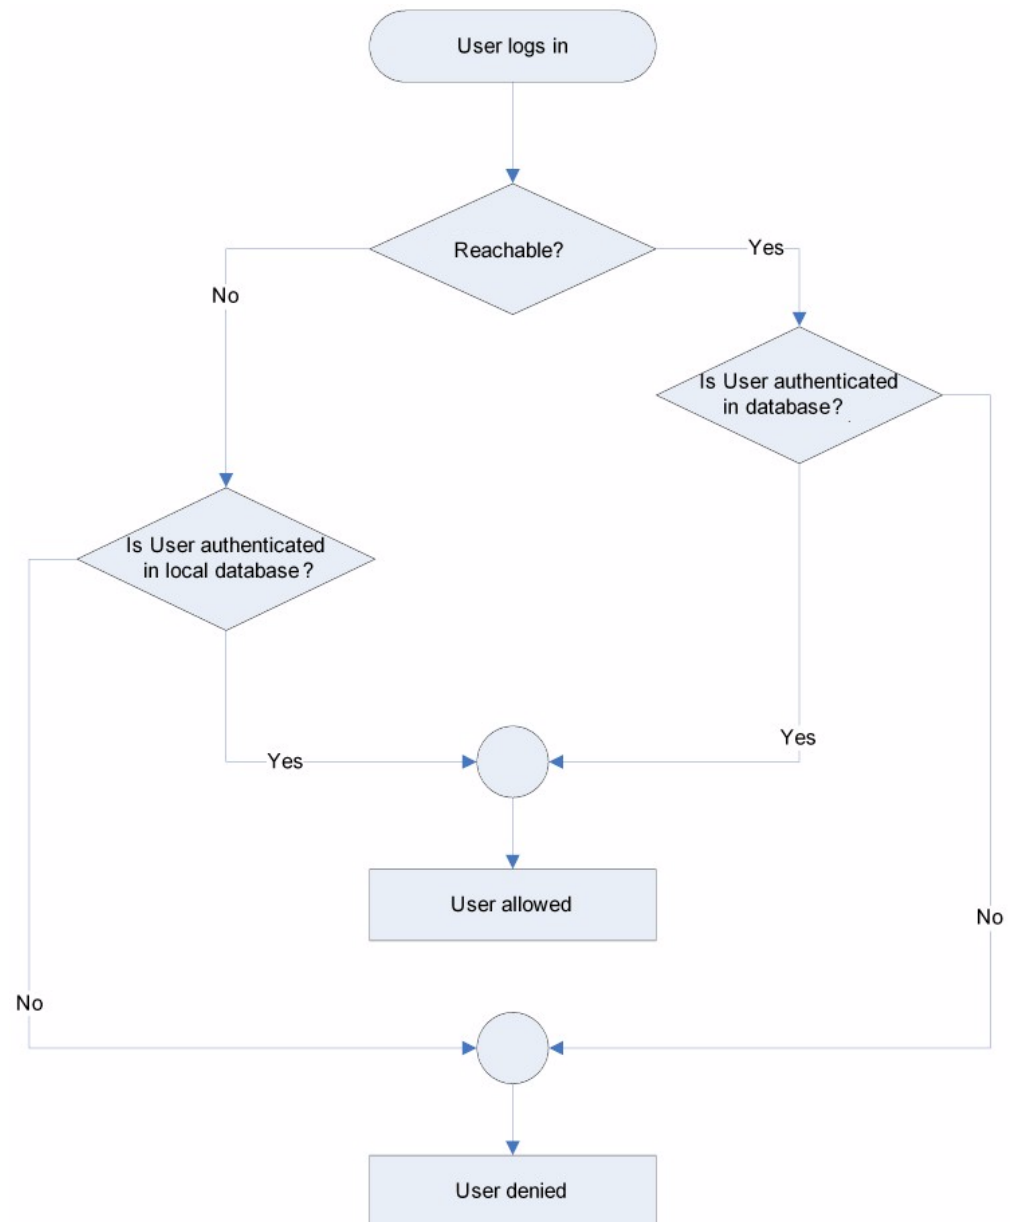 User logs in
Reachable?
Yes
No
Is User authenticated
in database?
Is User authenticated
in local database?
Yes
Yes
User allowed
No
No
User denied